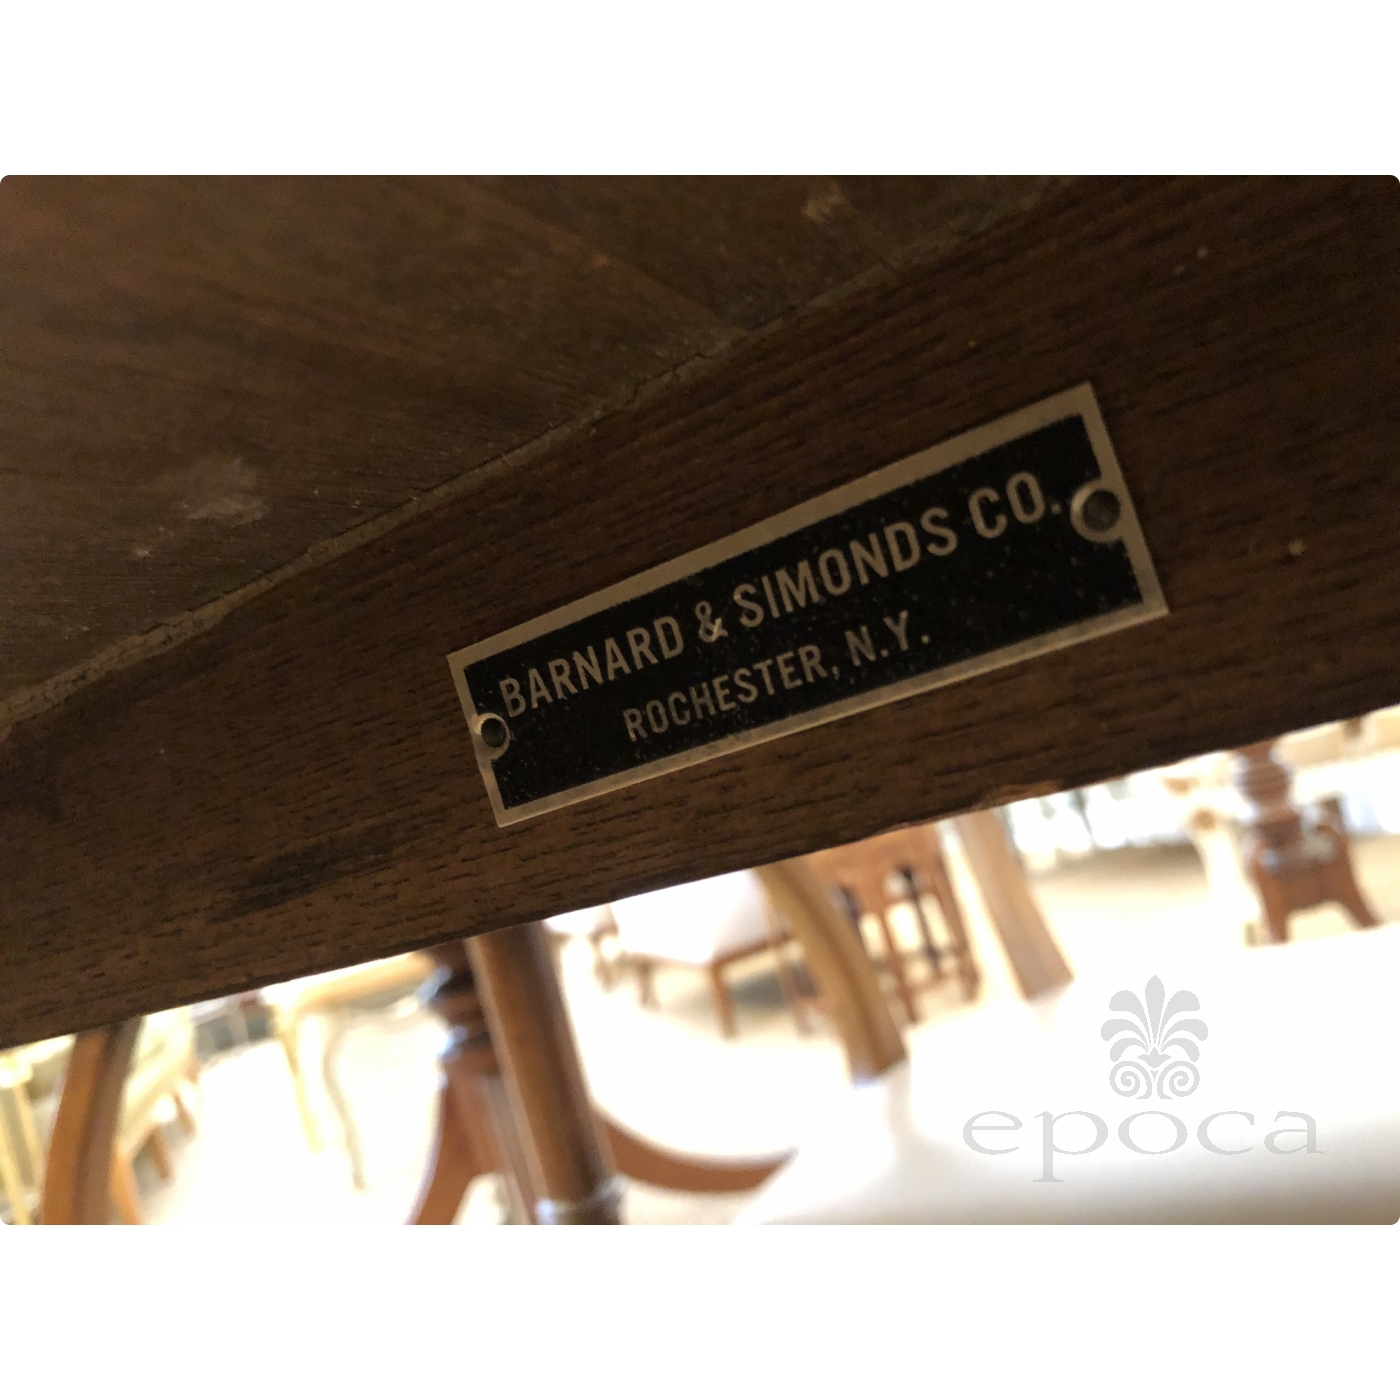 BARNARD & SIMONDS CO.
ROCHESTER, N.Y.
epoca